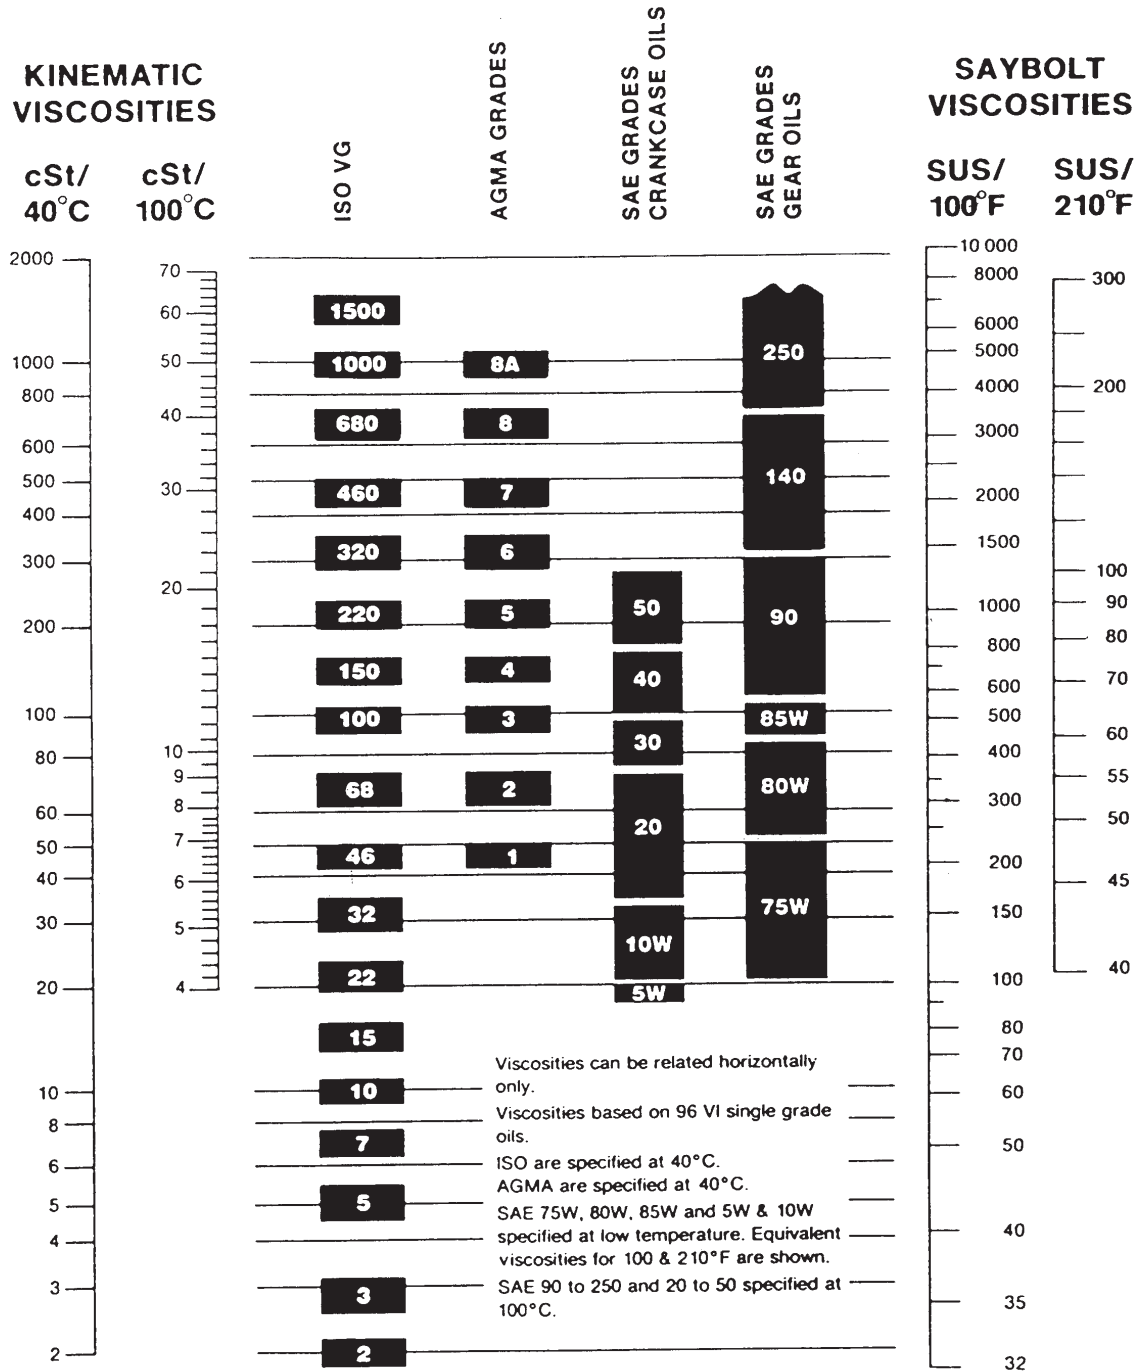 KINEMATIC
VISCOSITIES
cSt/
40°C
cSt/
100°C
ISO VG
AGMA GRADES
SAE GRADES
CRANKCASE OILS
SAE GRADES
GEAR OILS
SAYBOLT
VISCOSITIES
SUS/
100°F
SUS/
210°F
2000
1000
800
600
500
400
300
200
100
80
60
50
40
30
20
10
8
6
5
4
3
2
70
60
50
40
30
20
10
9
8
7
6
5
4
1500
1000
680
460
320
220
150
100
68
46
32
22
15
10
7
5
3
2
8A
8
7
6
5
4
3
2
1
50
40
30
20
10W
5W
250
140
90
85W
80W
75W
10 000
8000
6000
5000
4000
3000
2000
1500
1000
800
600
500
400
300
200
150
100
80
70
60
50
40
35
32
300
200
100
90
80
70
60
55
50
45
40
Viscosities can be related horizontally
only.
Viscosities based on 96 VI single grade
oils.
ISO are specified at 40°C.
AGMA are specified at 40°C.
SAE 75W, 80W, 85W and 5W & 10W
specified at low temperature. Equivalent
viscosities for 100 & 210°F are shown.
SAE 90 to 250 and 20 to 50 specified at
100°C.